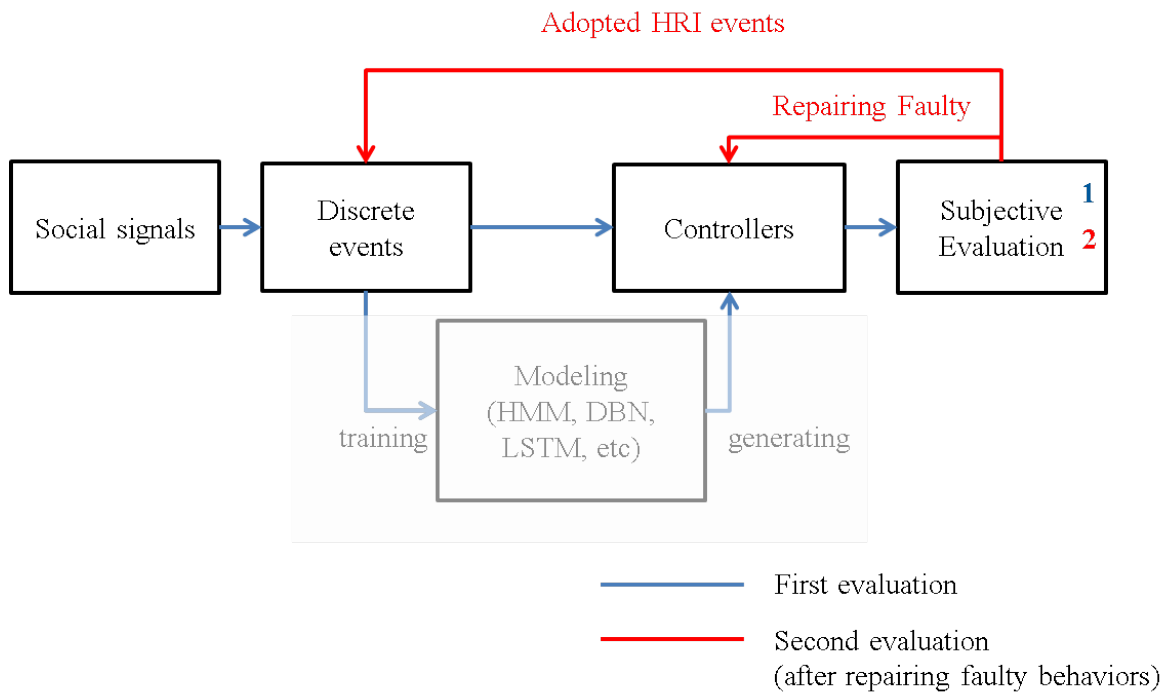 Adopted HRI events
Repairing Faulty
Social signals
Discrete
events
Controllers
Subjective
Evaluation
1
2
Modeling
(HMM, DBN,
LSTM, etc)
training
generating
First evaluation
Second evaluation
(after repairing faulty behaviors)